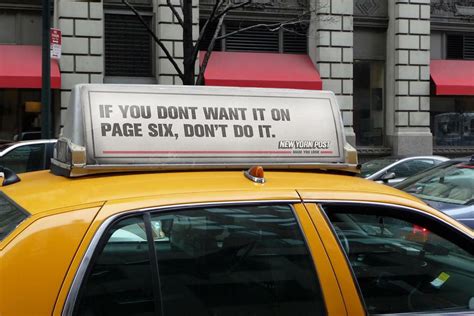 IF YOU DONT WANT IT ON
PAGE SIX, DON'T DO IT.
NEW YORK POST